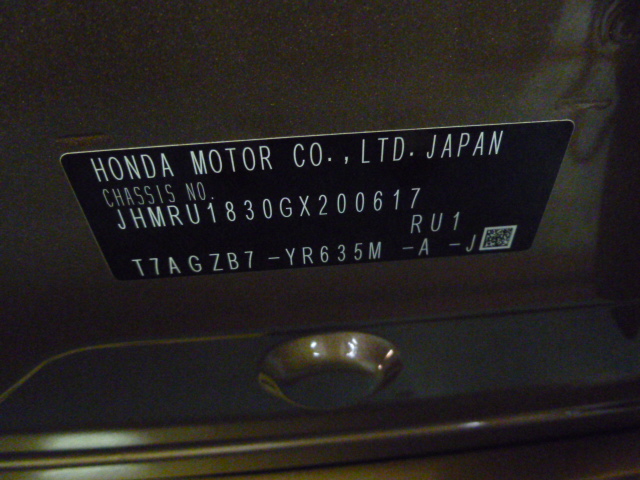 HONDA MOTOR CO.,LTD.JAPAN
CHASSIS NO.
JHMRU1830GX200617
RU1
T7AGZB7-YR635M -A -J